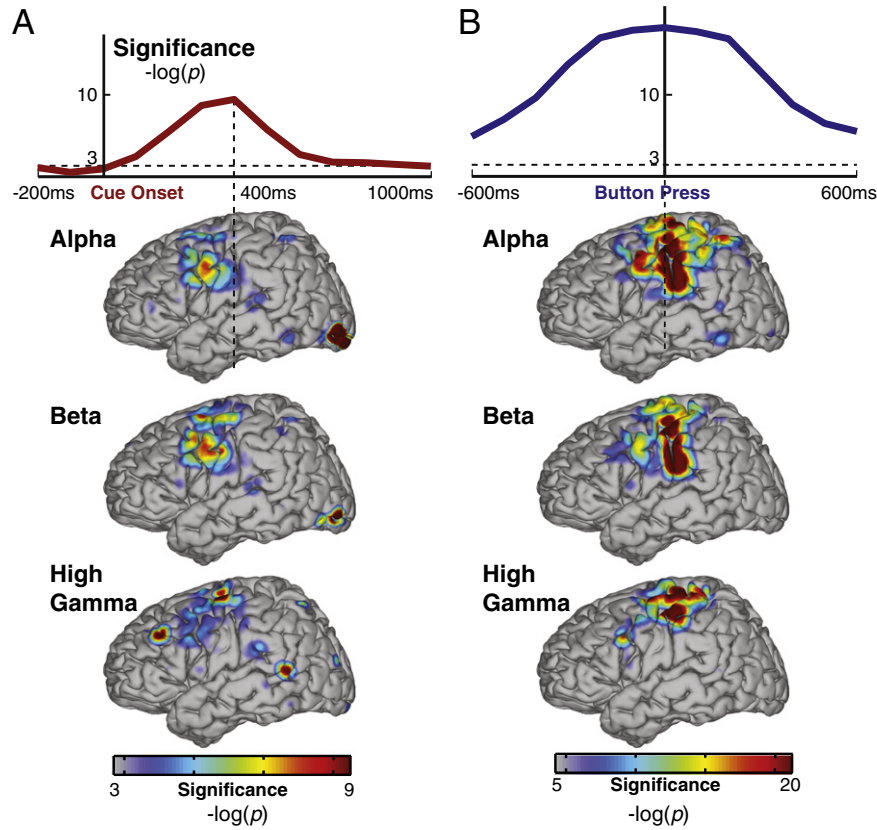 A
Significance
-log(p)
10
3
-200ms Cue Onset 400ms 1000ms
Alpha
Beta
High
Gamma
3 Significance 9
-log(p)
B
10
3
-600ms Button Press 600ms
Alpha
Beta
High
Gamma
5 Significance 20
-log(p)